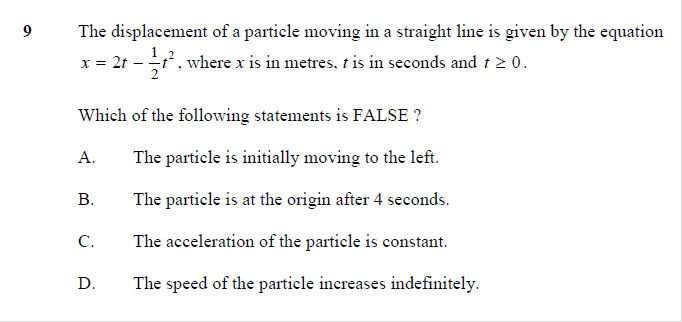 9 The displacement of a particle moving in a straight line is given by the equation
x = 2t − 1/2 t², where x is in metres, t is in seconds and t ≥ 0.
Which of the following statements is FALSE ?
A. The particle is initially moving to the left.
B. The particle is at the origin after 4 seconds.
C. The acceleration of the particle is constant.
D. The speed of the particle increases indefinitely.